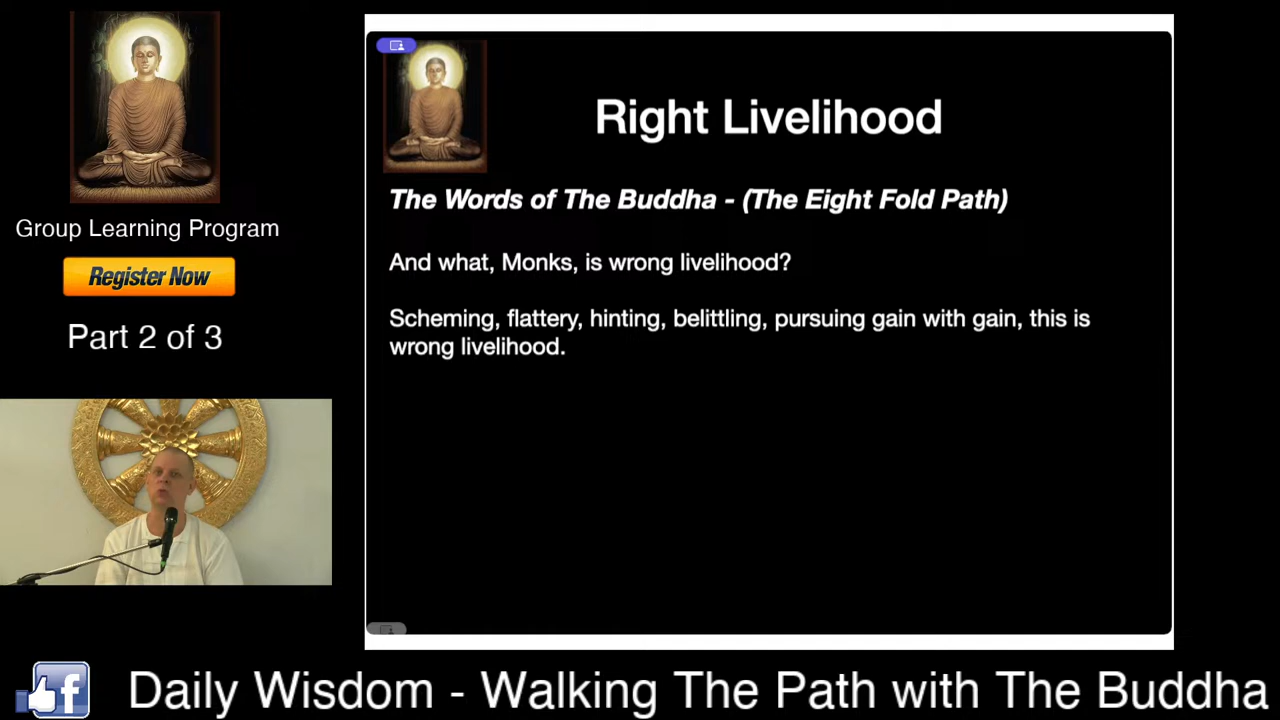 Group Learning Program
Register Now
Part 2 of 3
Right Livelihood
The Words of The Buddha - (The Eight Fold Path)
And what, Monks, is wrong livelihood?
Scheming, flattery, hinting, belittling, pursuing gain with gain, this is
wrong livelihood.
f
Daily Wisdom - Walking The Path with The Buddha